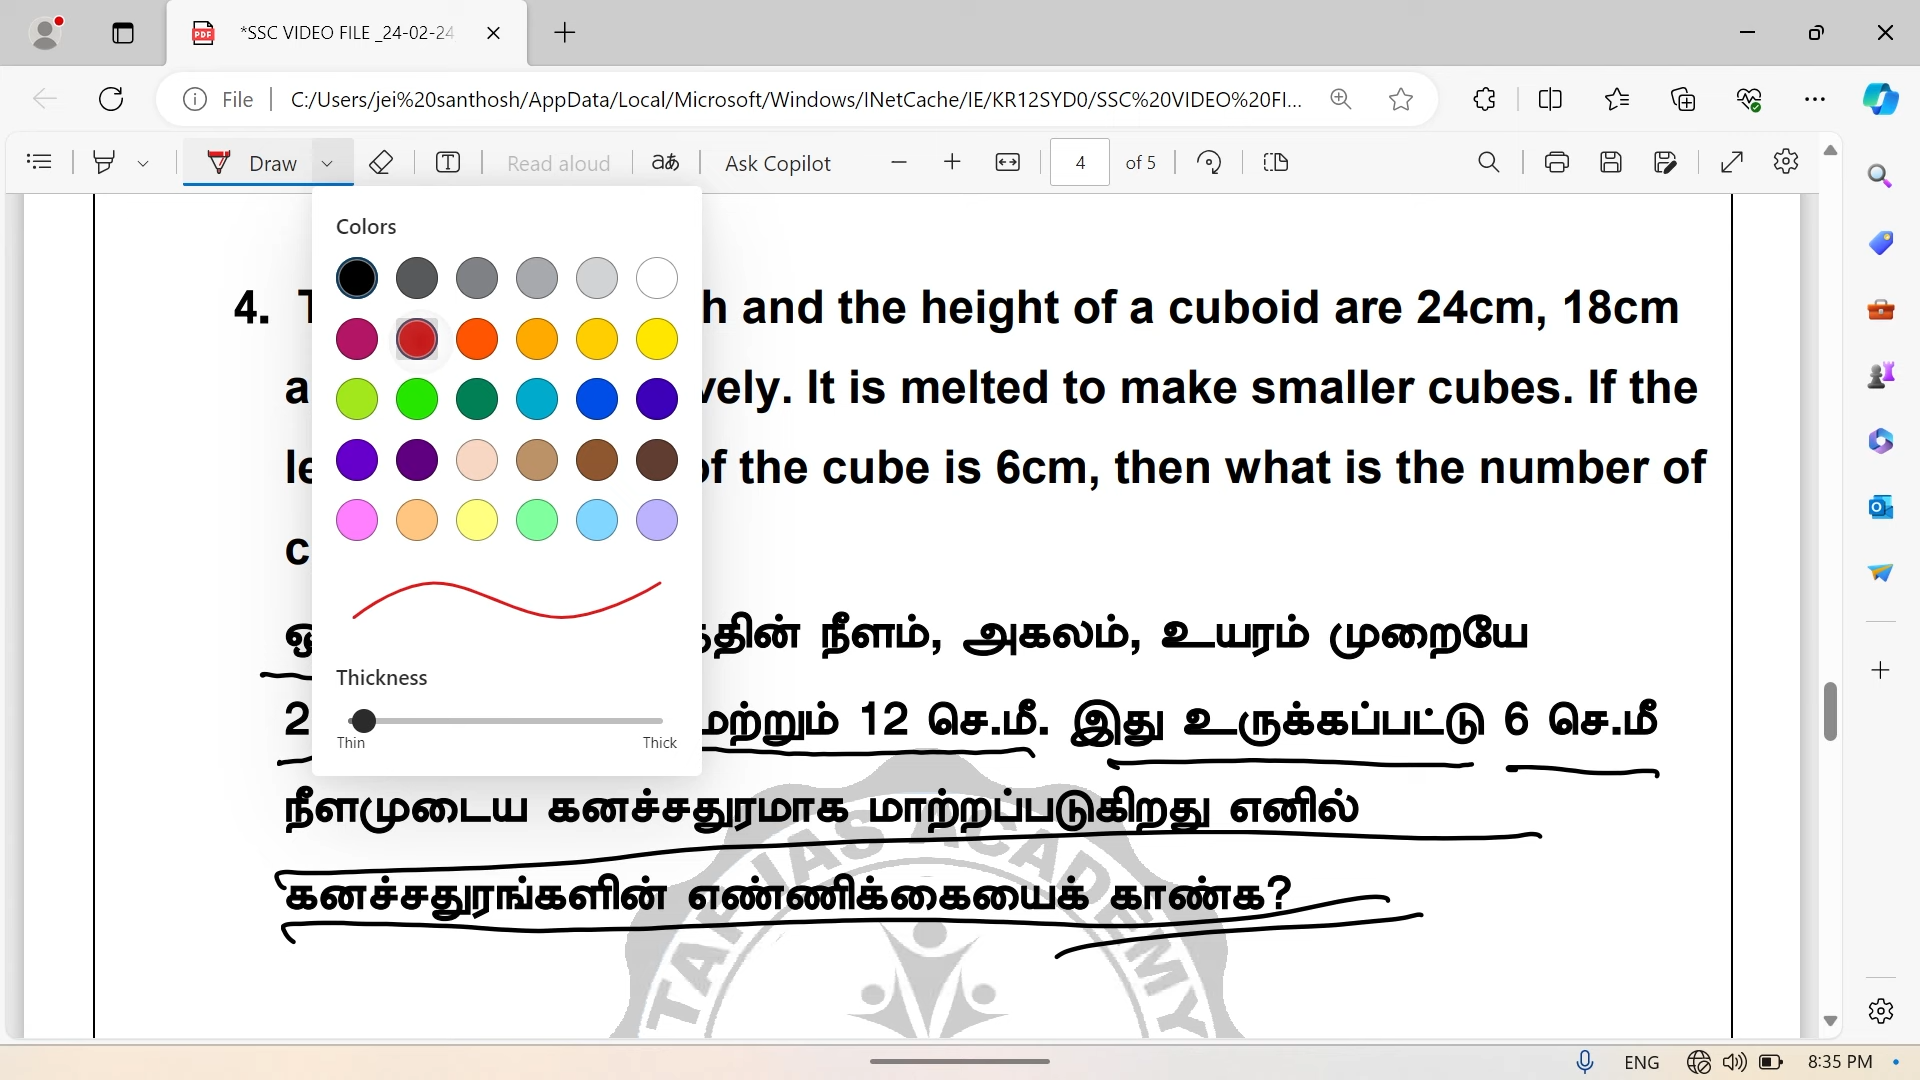 *SSC VIDEO FILE _24-02-24
File
C:/Users/jei%20santhosh/AppData/Local/Microsoft/Windows/INetCache/IE/KR12SYD0/SSC%20VIDEO%20FI...
Draw
Read aloud
Ask Copilot
4
of 5
Colors
4. T
h and the height of a cuboid are 24cm, 18cm
a
vely. It is melted to make smaller cubes. If the
le
of the cube is 6cm, then what is the number of
c
ஒ
த்தின் நீளம், அகலம், உயரம் முறையே
Thickness
Thin
Thick
2
மற்றும் 12 செ.மீ. இது உருக்கப்பட்டு 6 செ.மீ
நீளமுடைய கனச்சதுரமாக மாற்றப்படுகிறது எனில்
கனச்சதுரங்களின் எண்ணிக்கையைக் காண்க?
TAHJAS ACADEMY
ENG
8:35 PM